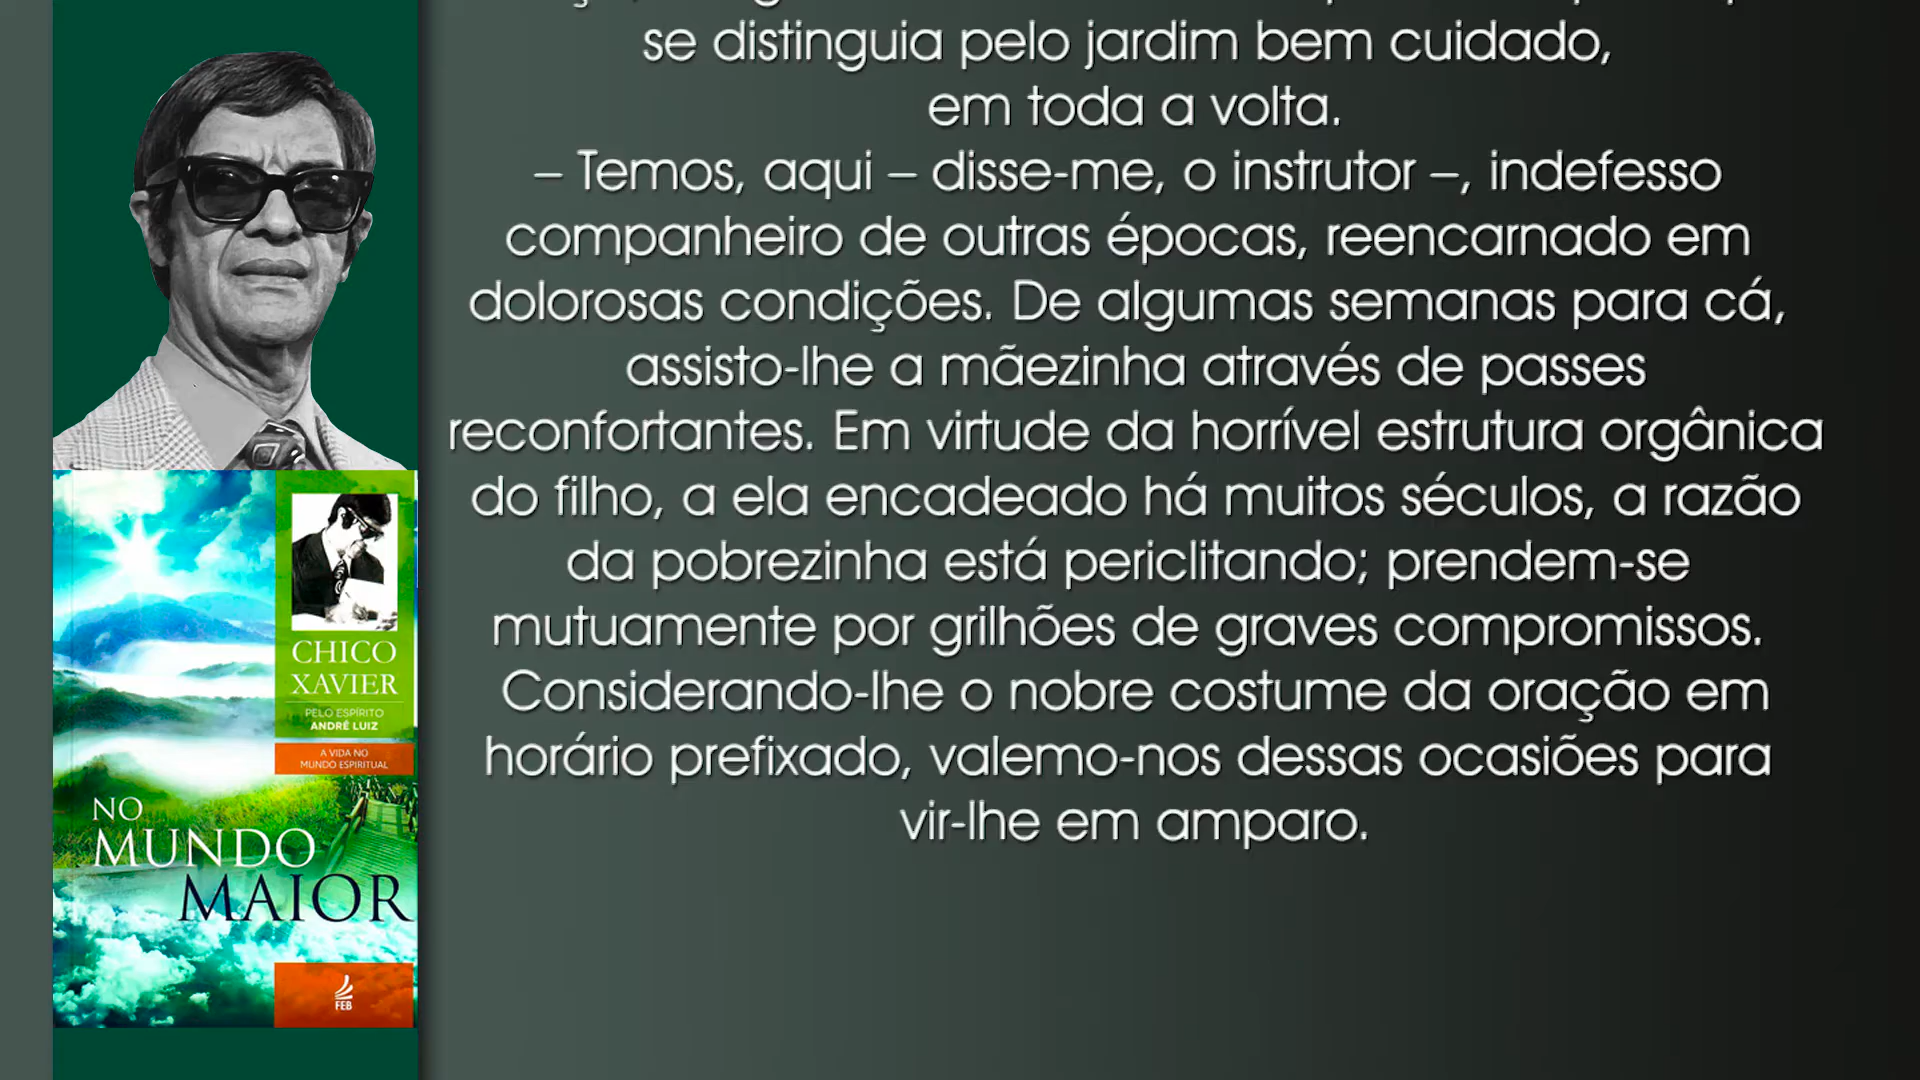 se distinguia pelo jardim bem cuidado,
em toda a volta.
– Temos, aqui – disse-me, o instrutor –, indefesso
companheiro de outras épocas, reencarnado em
dolorosas condições. De algumas semanas para cá,
assisto-lhe a mãezinha através de passes
reconfortantes. Em virtude da horrível estrutura orgânica
do filho, a ela encadeado há muitos séculos, a razão
da pobrezinha está periclitando; prendem-se
mutuamente por grilhões de graves compromissos.
Considerando-lhe o nobre costume da oração em
horário prefixado, valemo-nos dessas ocasiões para
vir-lhe em amparo.
CHICO
XAVIER
PELO ESPÍRITO
ANDRÉ LUIZ
A VIDA NO
MUNDO ESPIRITUAL
NO
MUNDO
MAIOR
FEB